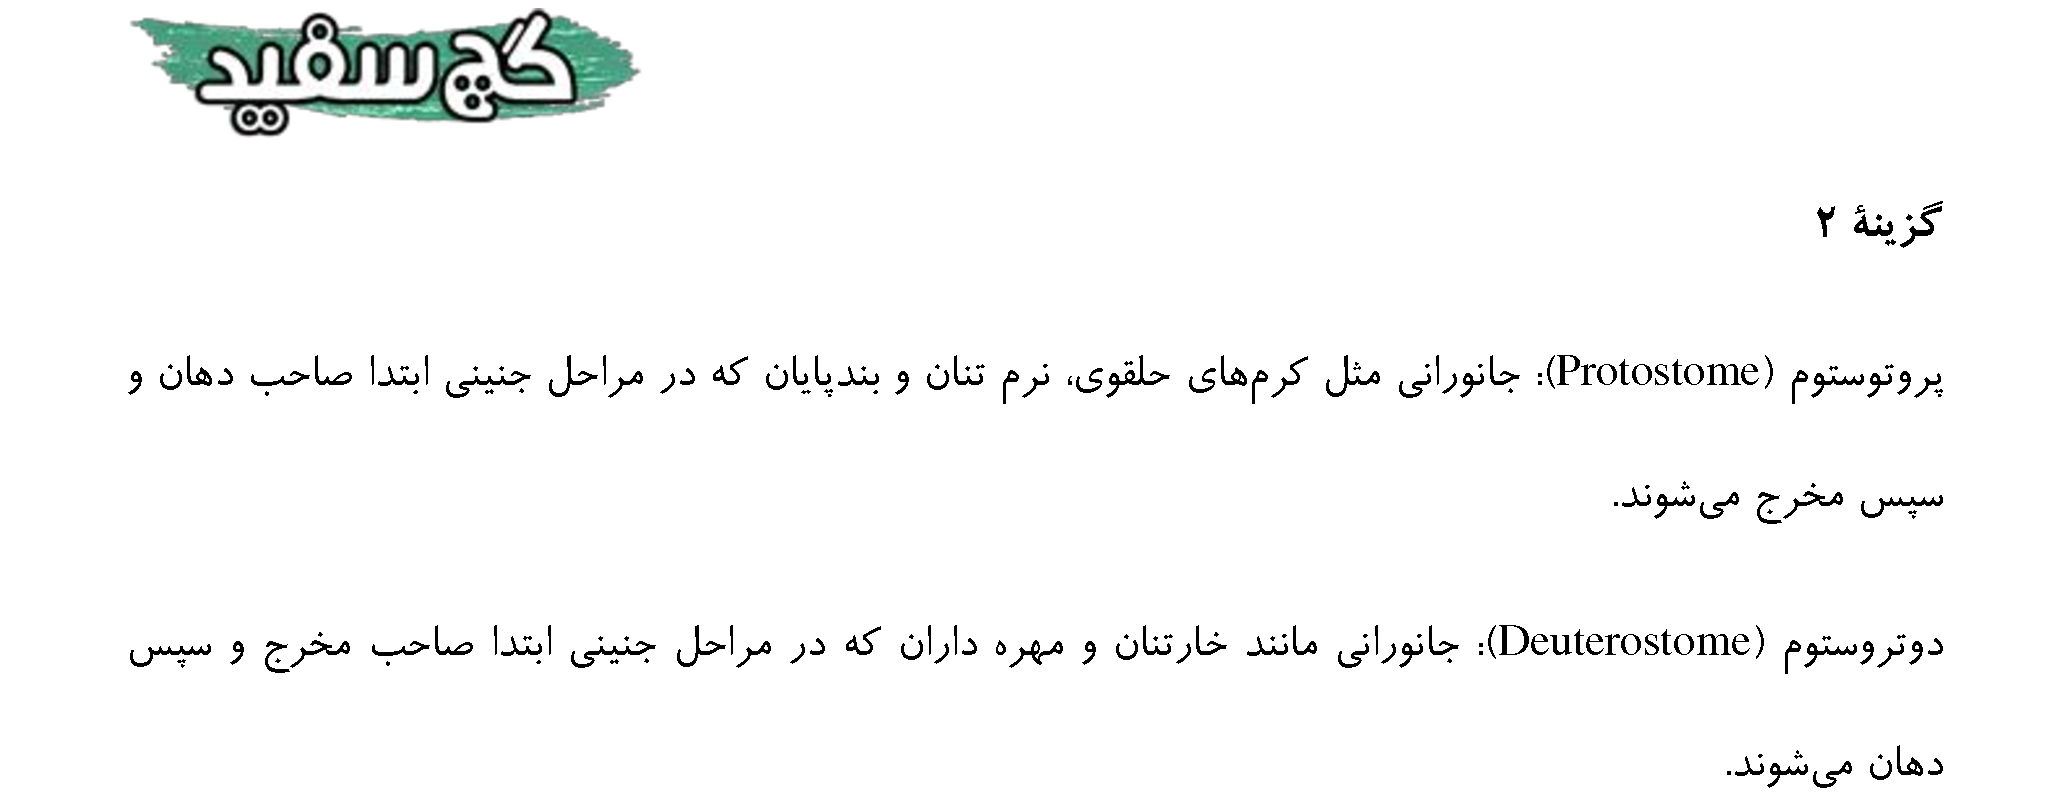 گچ سفید
گزینهٔ ۲
پروتوستوم (Protostome): جانورانی مثل کرم‌های حلقوی، نرم تنان و بندپایان که در مراحل جنینی ابتدا صاحب دهان و
سپس مخرج می‌شوند.
دوتروستوم (Deuterostome): جانورانی مانند خارتنان و مهره داران که در مراحل جنینی ابتدا صاحب مخرج و سپس
دهان می‌شوند.